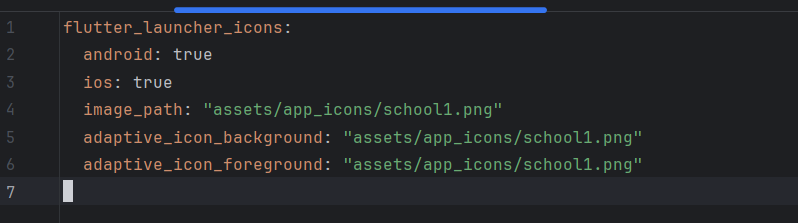 1 flutter_launcher_icons:
2   android: true
3   ios: true
4   image_path: "assets/app_icons/school1.png"
5   adaptive_icon_background: "assets/app_icons/school1.png"
6   adaptive_icon_foreground: "assets/app_icons/school1.png"
7